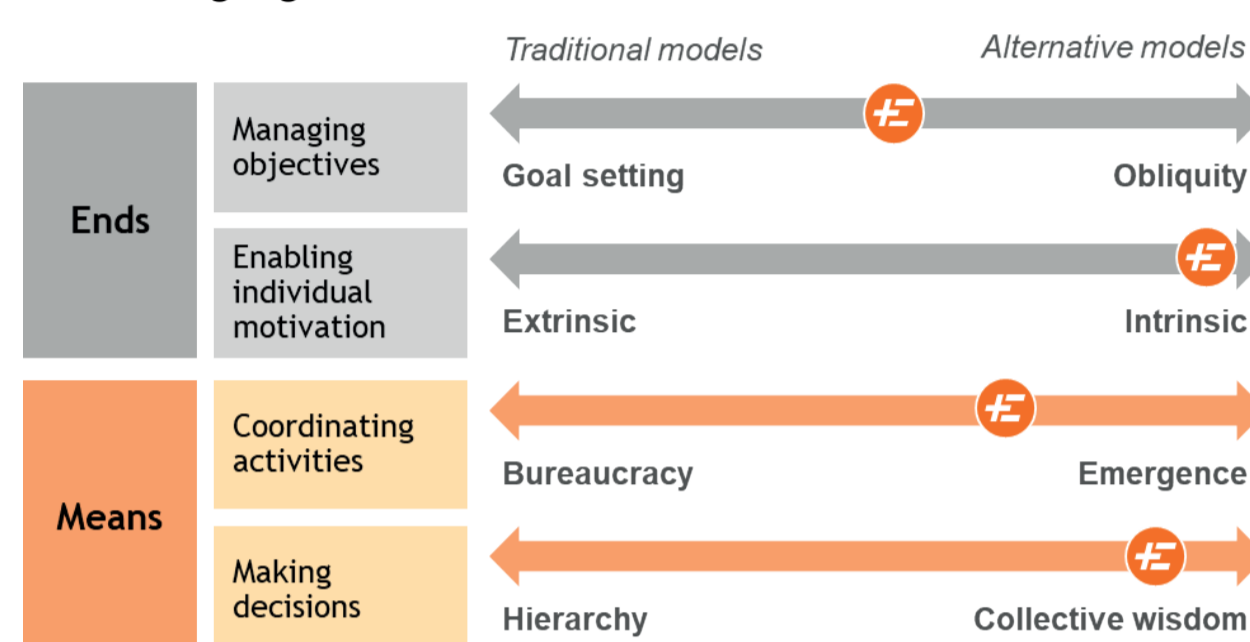 Traditional models
Alternative models
Ends
Managing
objectives
Goal setting
Obliquity
Enabling
individual
motivation
Extrinsic
Intrinsic
Means
Coordinating
activities
Bureaucracy
Emergence
Making
decisions
Hierarchy
Collective wisdom